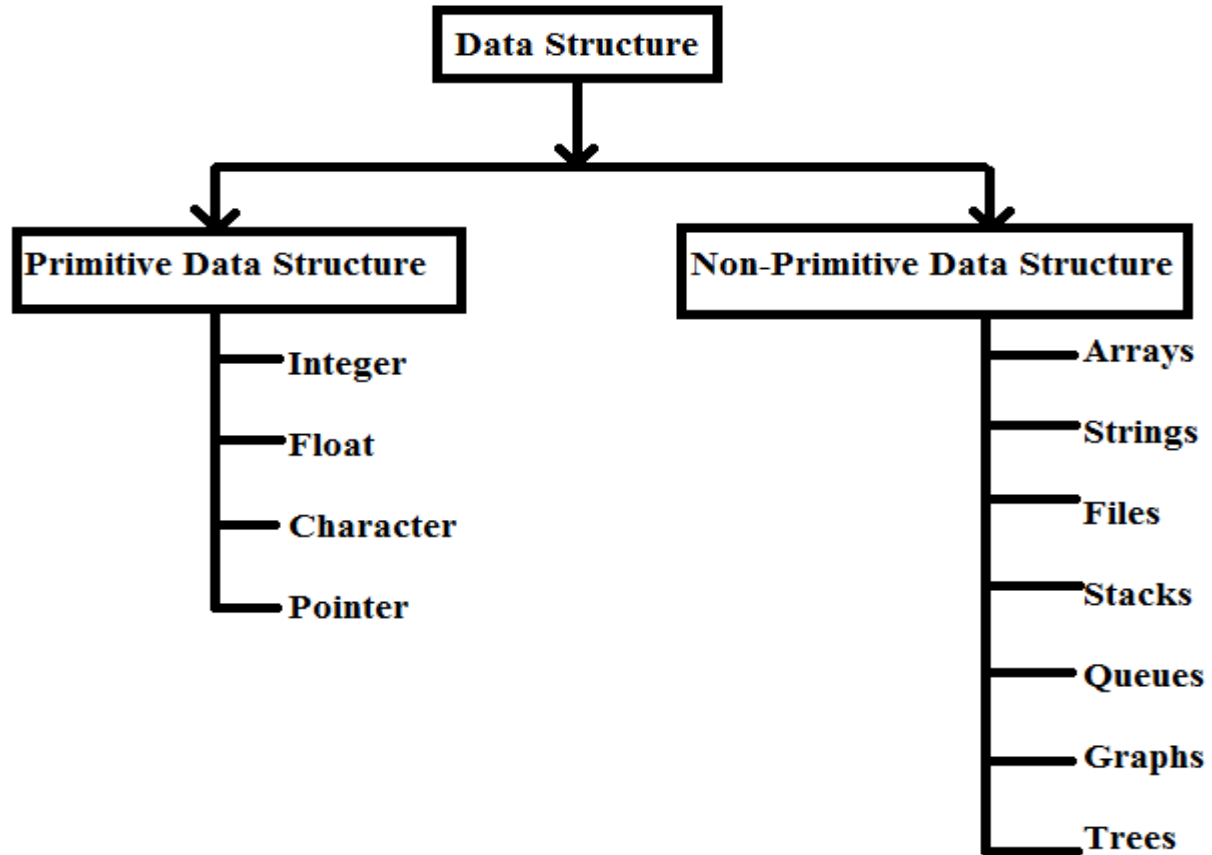 Data Structure
Primitive Data Structure
Non-Primitive Data Structure
Integer
Float
Character
Pointer
Arrays
Strings
Files
Stacks
Queues
Graphs
Trees